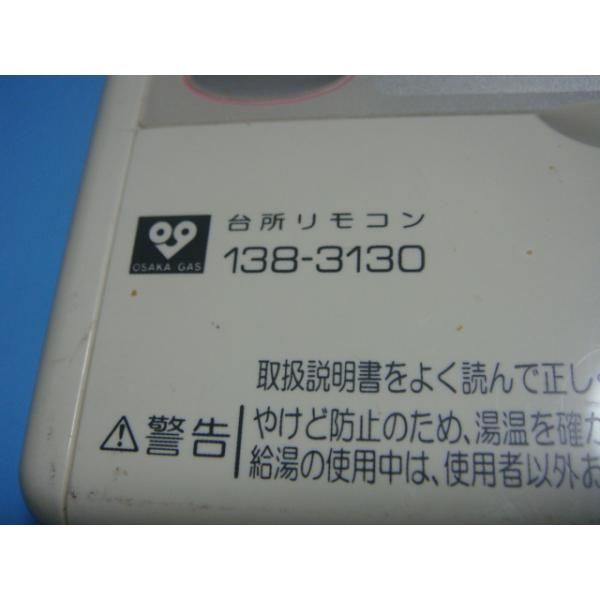 台所リモコン
OSAKA GAS
138-3130
取扱説明書をよく読んで正し
警告
やけど防止のため、湯温を確
給湯の使用中は、使用者以外お